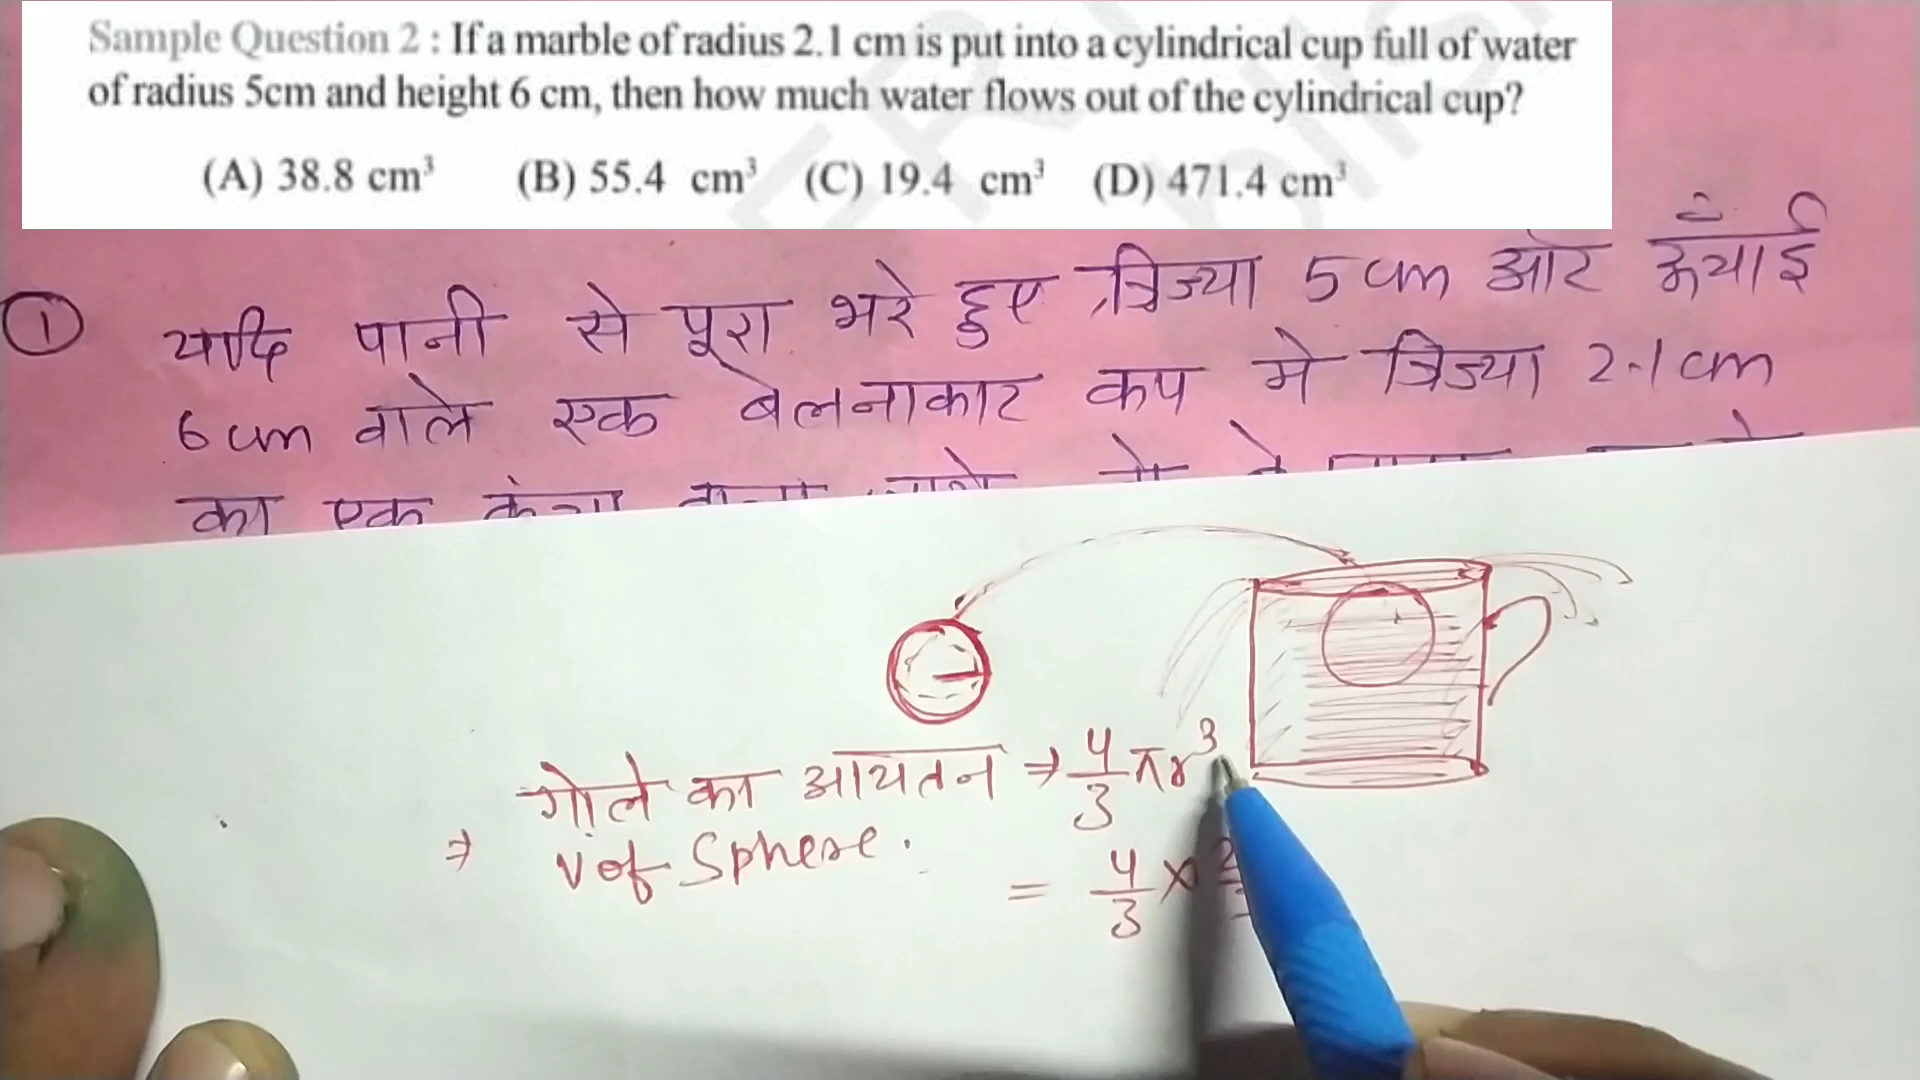 Sample Question 2 : If a marble of radius 2.1 cm is put into a cylindrical cup full of water
of radius 5cm and height 6 cm, then how much water flows out of the cylindrical cup?
(A) 38.8 cm³ (B) 55.4 cm³ (C) 19.4 cm³ (D) 471.4 cm³
① यदि पानी से पूरा भरे हुए त्रिज्या 5 cm और ऊँचाई
6 cm वाले एक बेलनाकार कप मे त्रिज्या 2.1 cm
का एक
गोले का आयतन ⇒ 4/3 πr³
⇒ V of Sphere.
= 4/3 ×